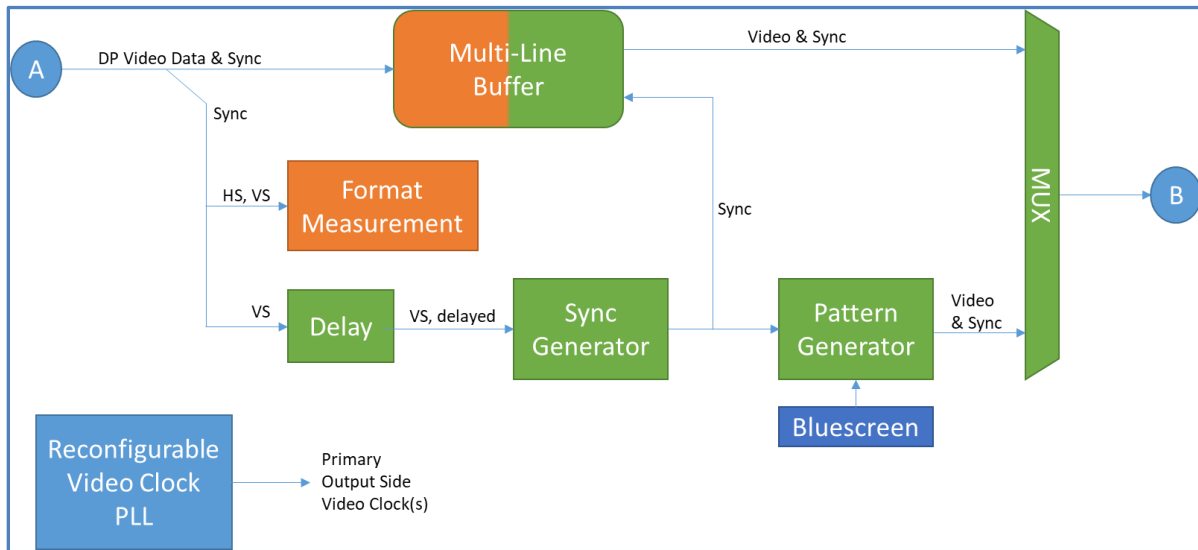 A
DP Video Data & Sync
Multi-Line
Buffer
Video & Sync
Sync
HS, VS
Format
Measurement
Sync
MUX
B
VS
Delay
VS, delayed
Sync
Generator
Pattern
Generator
Video
& Sync
Bluescreen
Reconfigurable
Video Clock
PLL
Primary
Output Side
Video Clock(s)